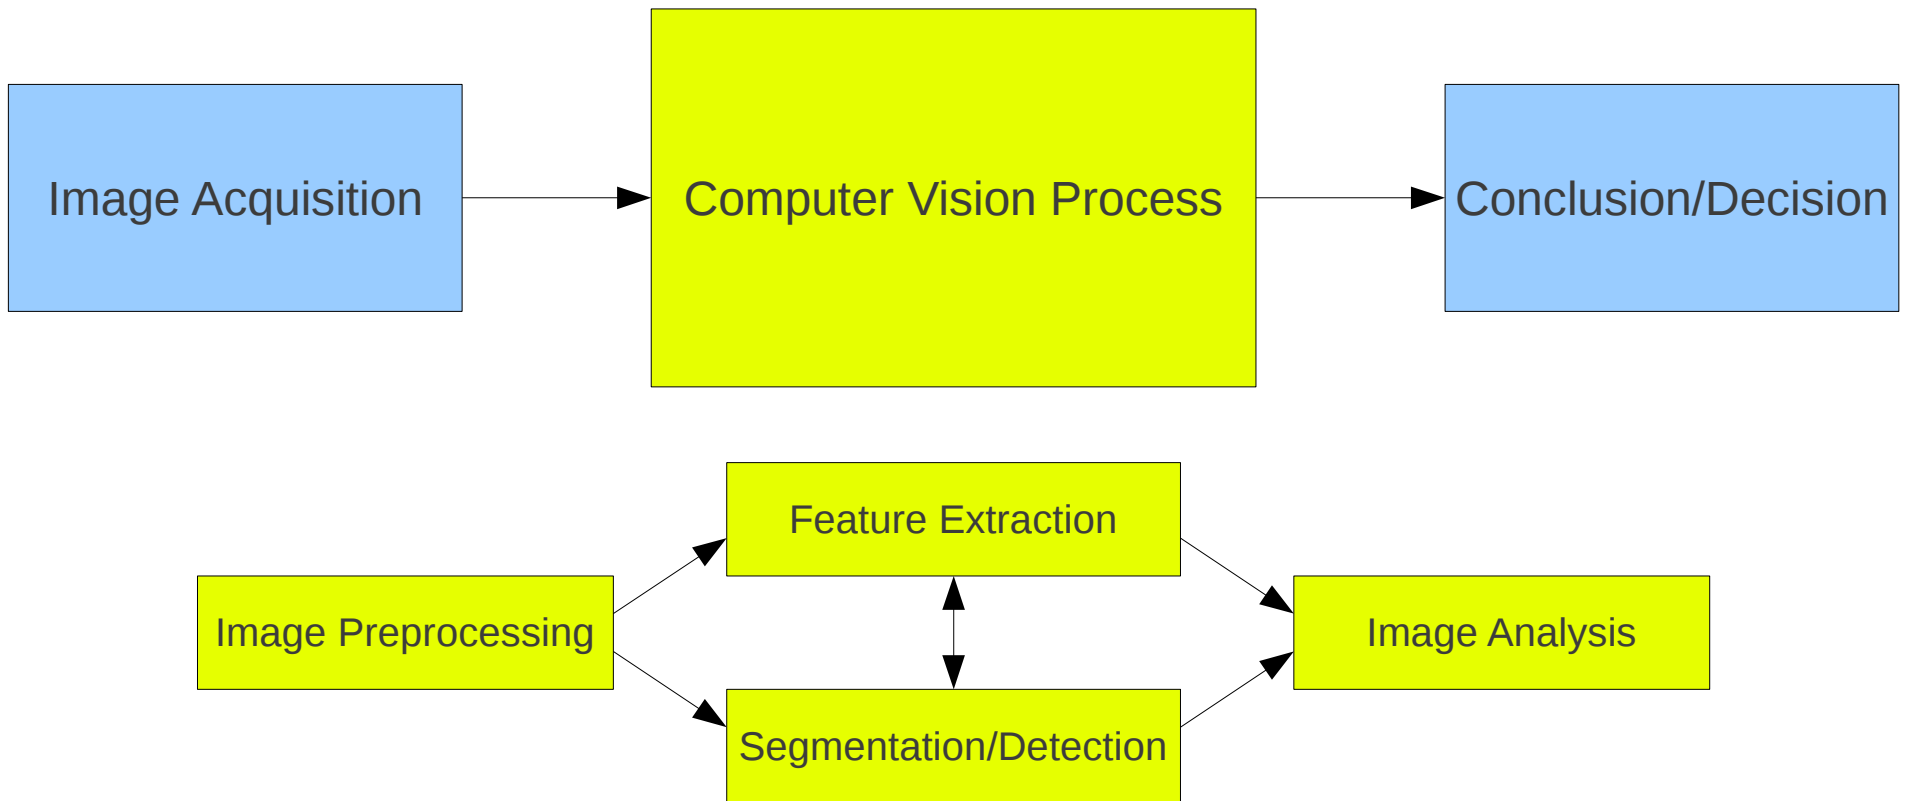 Image Acquisition
Computer Vision Process
Conclusion/Decision
Feature Extraction
Image Preprocessing
Image Analysis
Segmentation/Detection